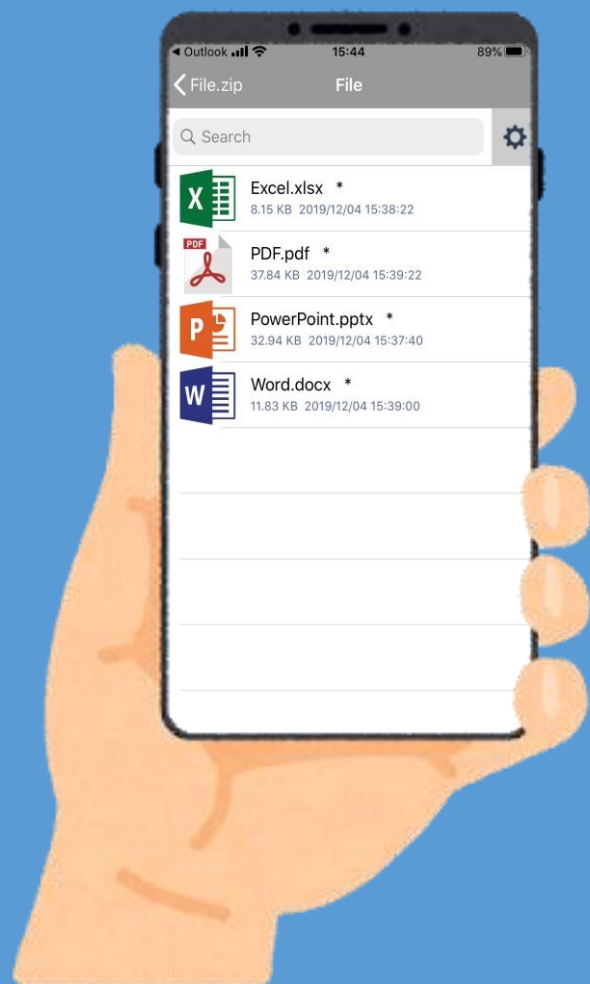 ◀ Outlook 15:44 89%
File.zip File
Search
X Excel.xlsx *
8.15 KB 2019/12/04 15:38:22
PDF PDF.pdf *
37.84 KB 2019/12/04 15:39:22
P PowerPoint.pptx *
32.94 KB 2019/12/04 15:37:40
W Word.docx *
11.83 KB 2019/12/04 15:39:00